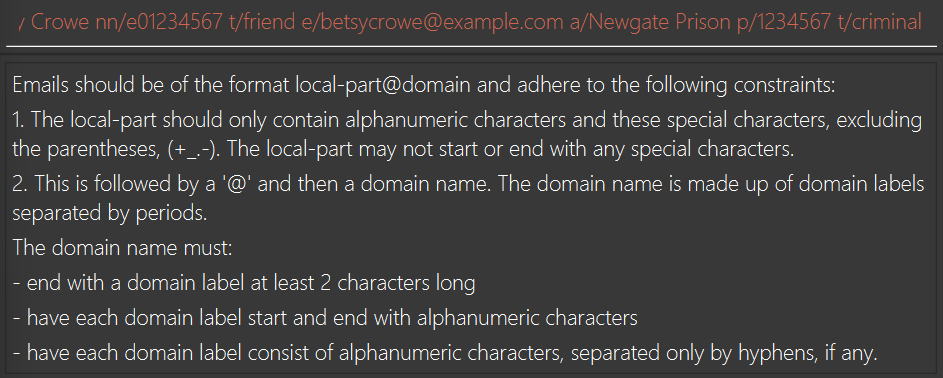 y Crowe nn/e01234567 t/friend e/betsycrowe@example.com a/Newgate Prison p/1234567 t/criminal
Emails should be of the format local-part@domain and adhere to the following constraints:
1. The local-part should only contain alphanumeric characters and these special characters, excluding
the parentheses, (+_.-). The local-part may not start or end with any special characters.
2. This is followed by a '@' and then a domain name. The domain name is made up of domain labels
separated by periods.
The domain name must:
- end with a domain label at least 2 characters long
- have each domain label start and end with alphanumeric characters
- have each domain label consist of alphanumeric characters, separated only by hyphens, if any.